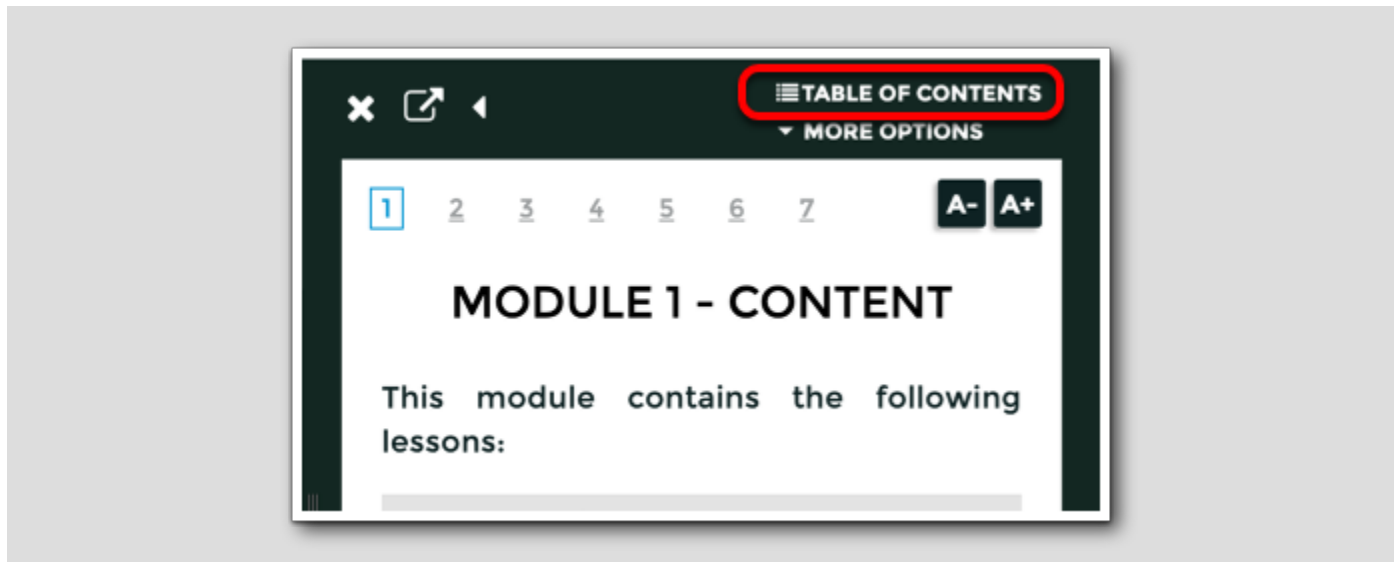 TABLE OF CONTENTS
MORE OPTIONS
1 2 3 4 5 6 7 A- A+
MODULE 1 - CONTENT
This module contains the following
lessons: